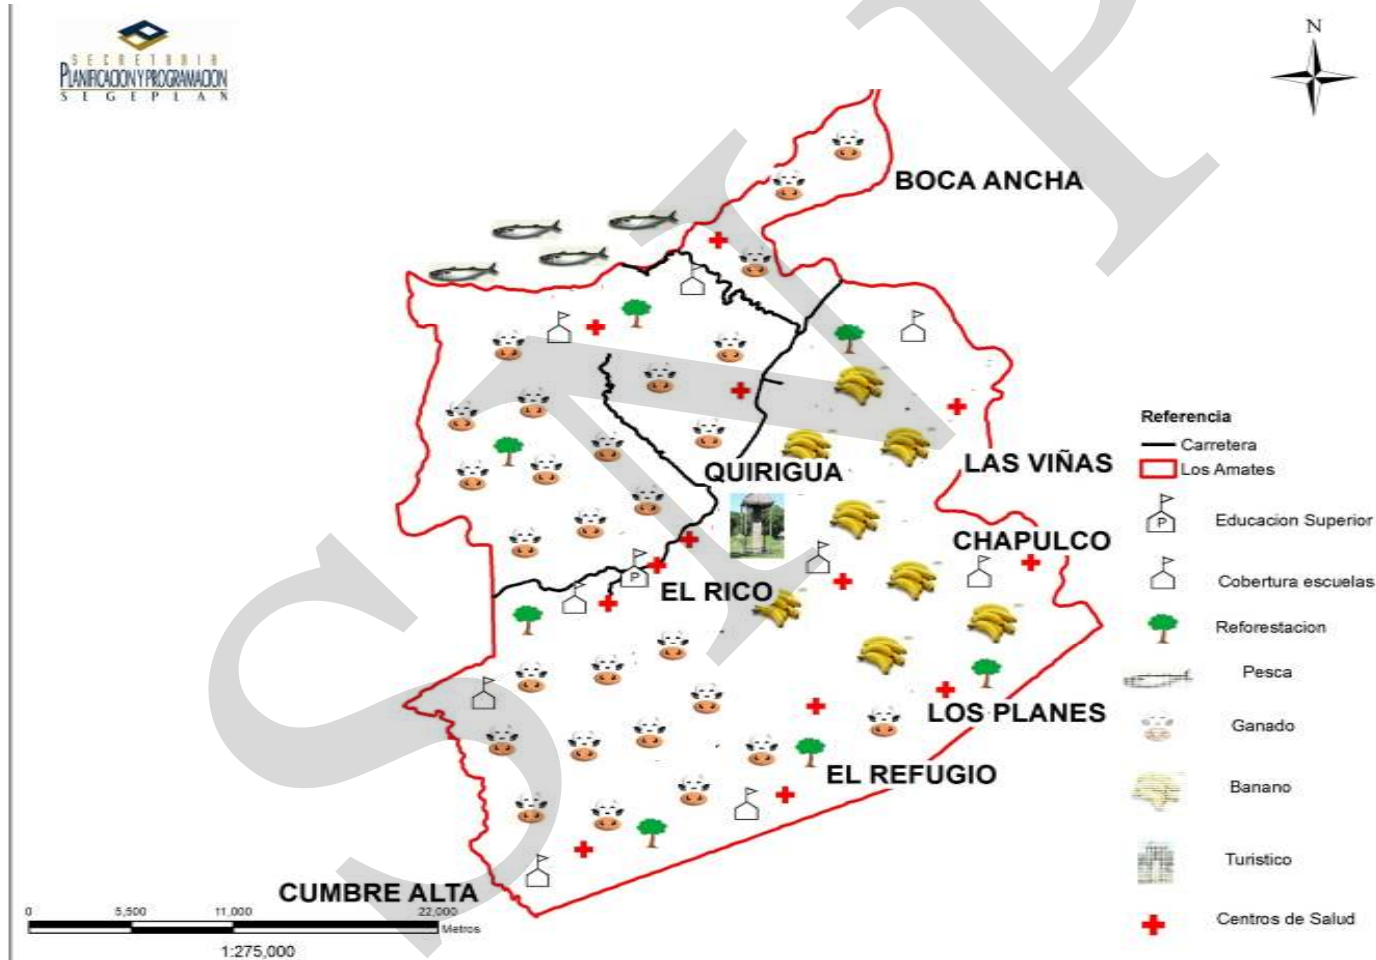 N
SECRETARIA
PLANIFICACION Y PROGRAMACION
SEGEPLAN
BOCA ANCHA
QUIRIGUA
LAS VIÑAS
CHAPULCO
EL RICO
P
LOS PLANES
EL REFUGIO
CUMBRE ALTA
Referencia
Carretera
Los Amates
P
Educacion Superior
Cobertura escuelas
Reforestacion
Pesca
Ganado
Banano
Turistico
Centros de Salud
0 5,500 11,000 22,000
Metros
1:275,000
SNIP